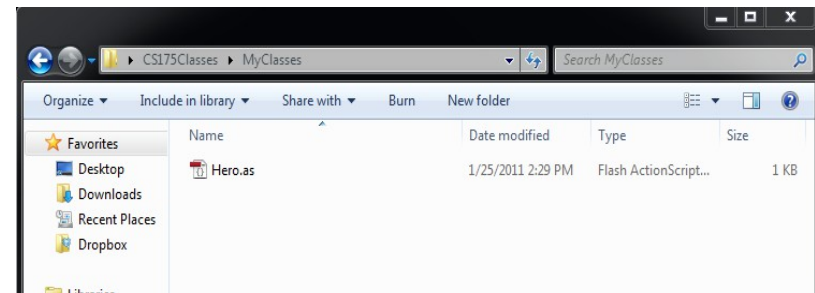 CS175Classes ▸ MyClasses Search MyClasses
Organize Include in library Share with Burn New folder
Favorites
Desktop
Downloads
Recent Places
Dropbox
Libraries
Name Date modified Type Size
Hero.as 1/25/2011 2:29 PM Flash ActionScript... 1 KB